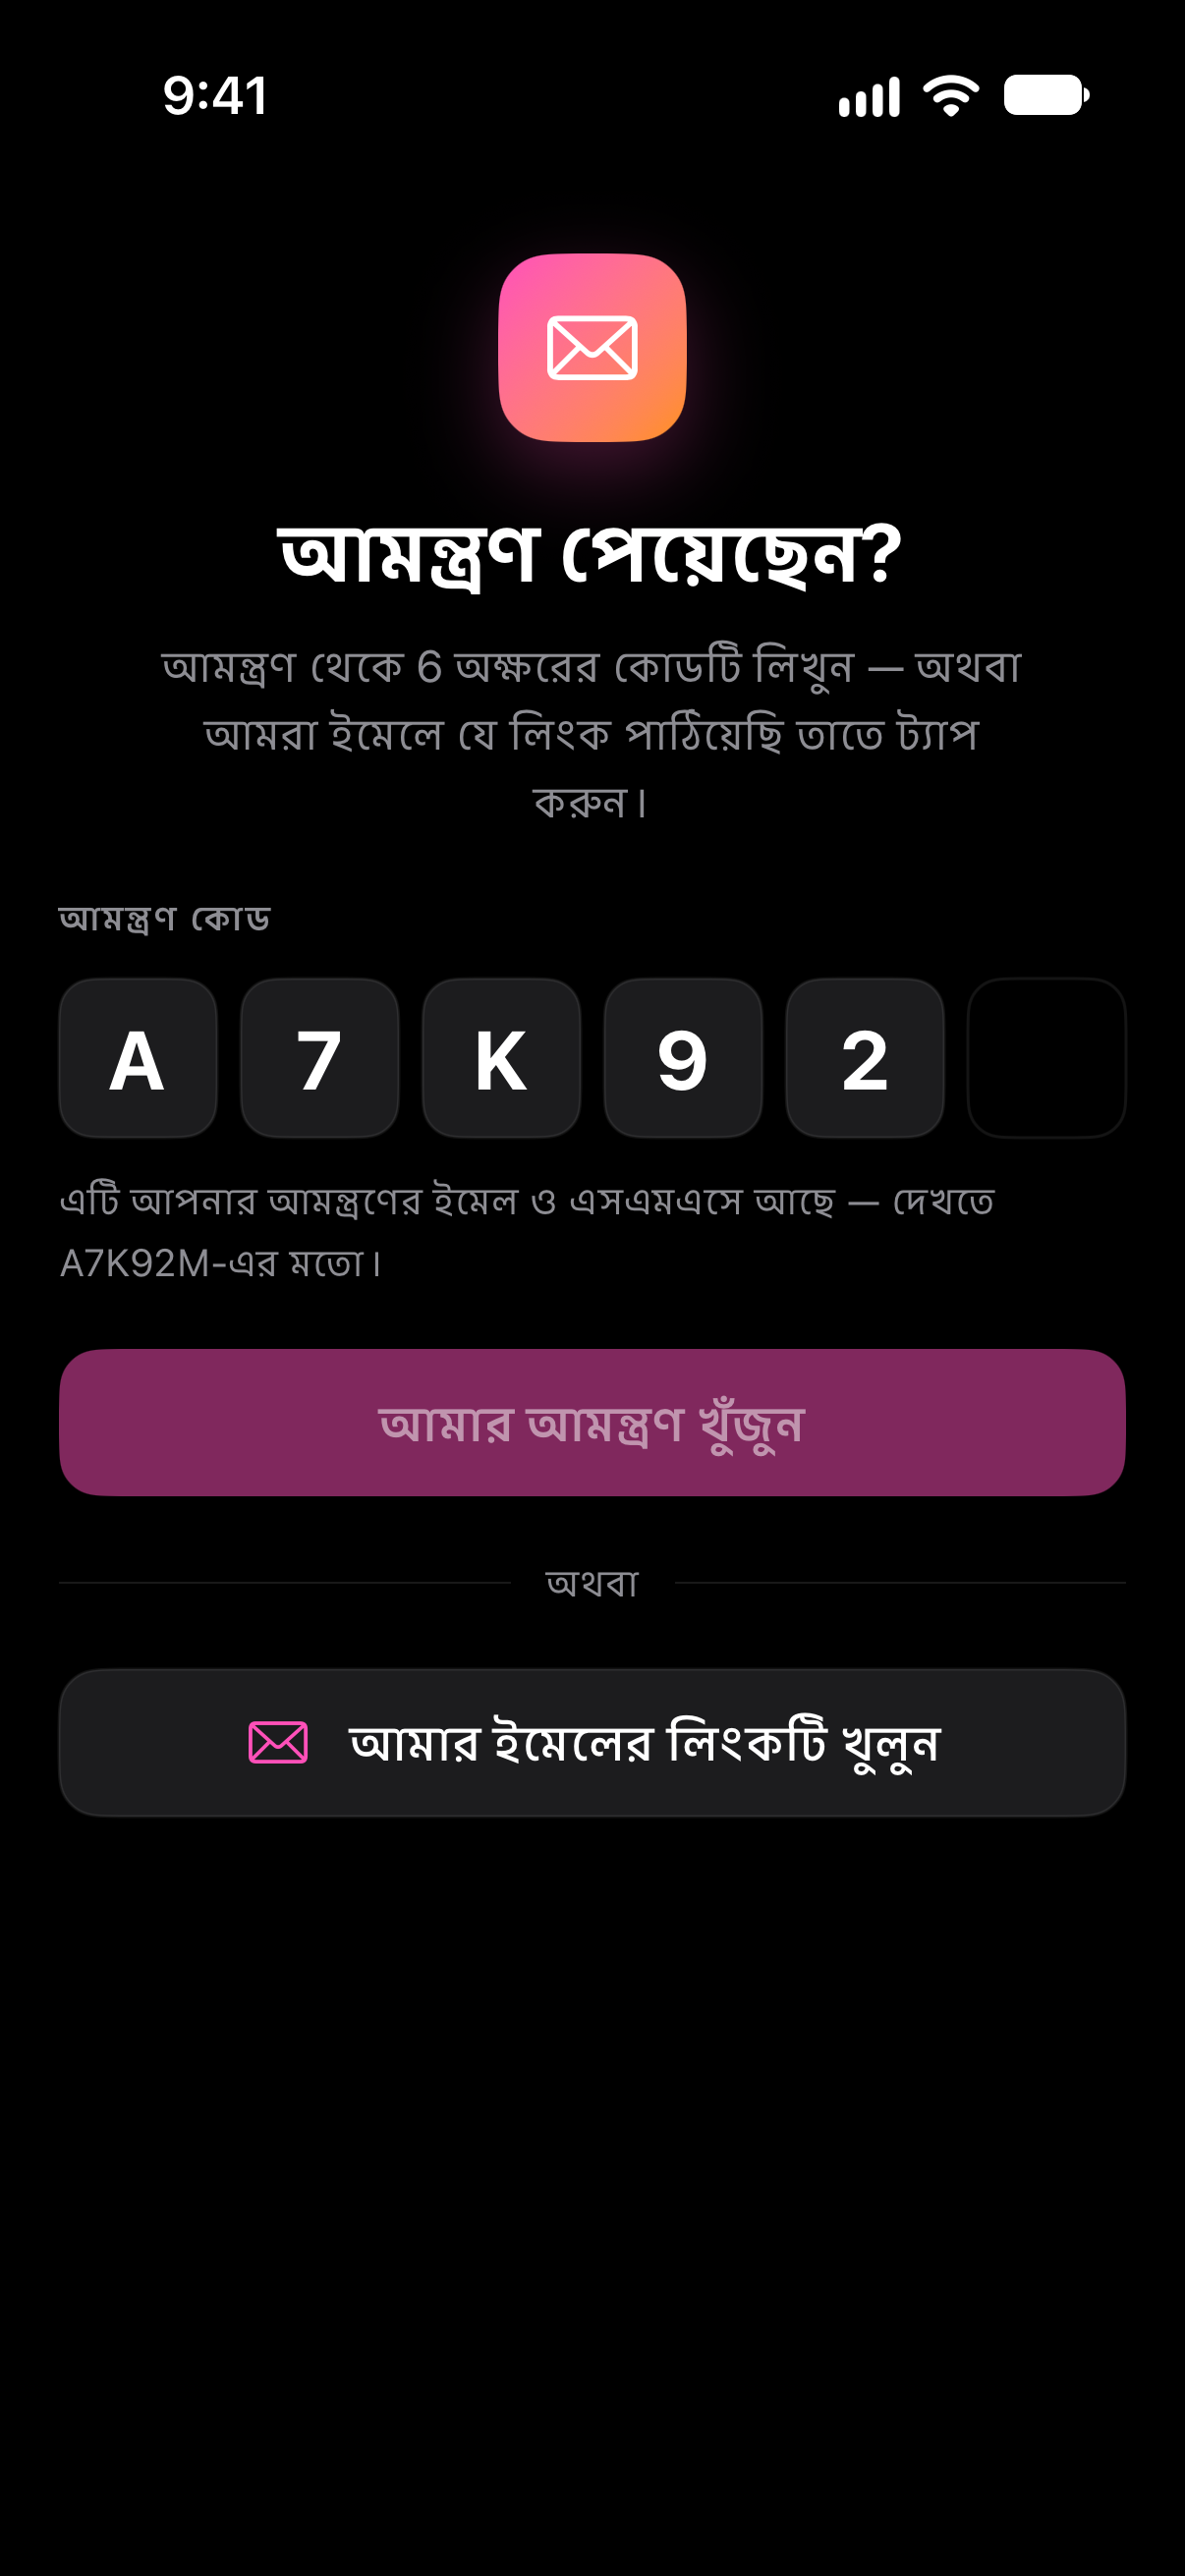 9:41
আমন্ত্রণ পেয়েছেন?
আমন্ত্রণ থেকে 6 অক্ষরের কোডটি লিখুন — অথবা
আমরা ইমেলে যে লিংক পাঠিয়েছি তাতে ট্যাপ
করুন।
আমন্ত্রণ কোড
A 7 K 9 2
এটি আপনার আমন্ত্রণের ইমেল ও এসএমএসে আছে — দেখতে
A7K92M-এর মতো।
আমার আমন্ত্রণ খুঁজুন
অথবা
আমার ইমেলের লিংকটি খুলুন